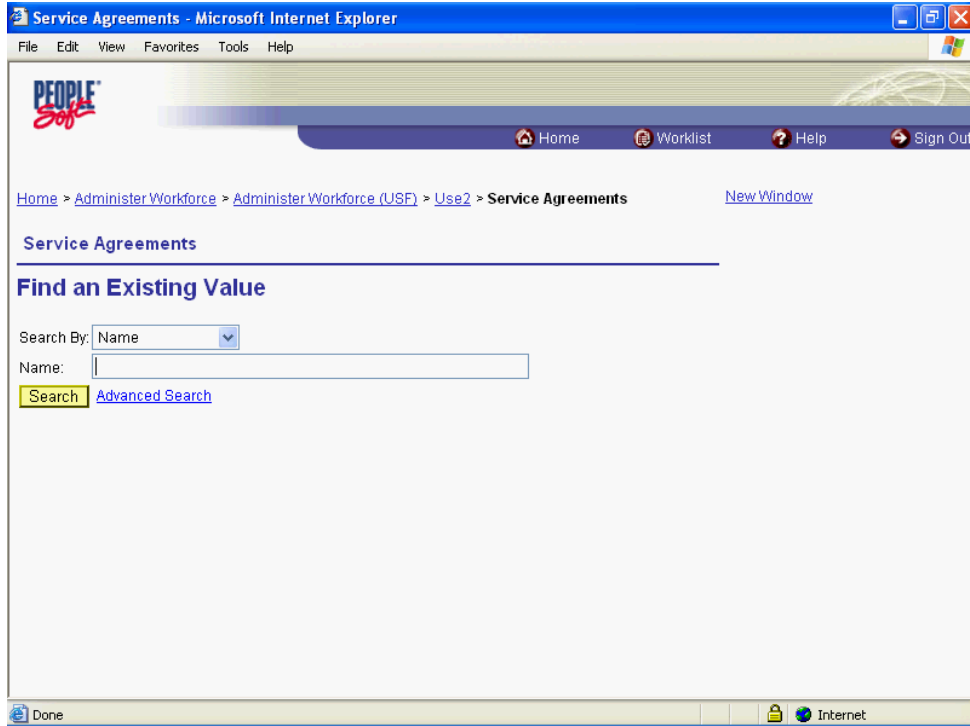 Service Agreements - Microsoft Internet Explorer
File Edit View Favorites Tools Help
PEOPLE
Soft
Home Worklist Help Sign Out
Home > Administer Workforce > Administer Workforce (USF) > Use2 > Service Agreements New Window
Service Agreements
Find an Existing Value
Search By: Name
Name:
Search Advanced Search
Done Internet